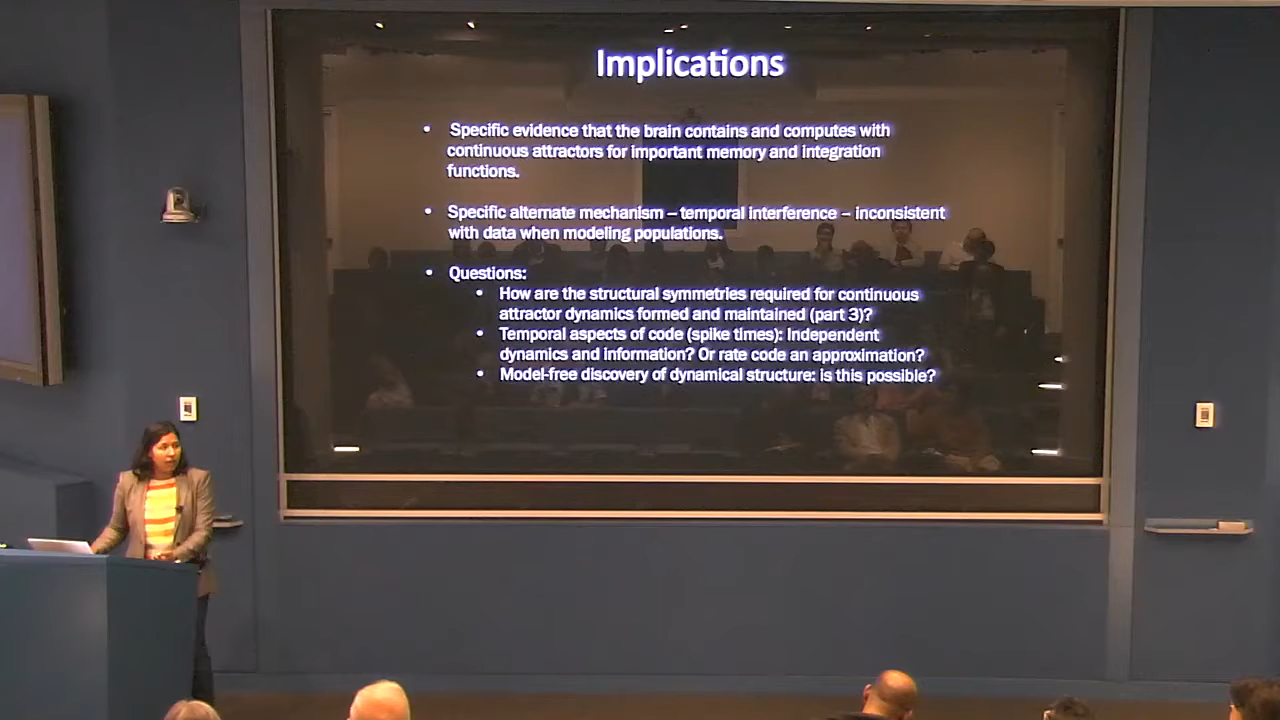 Implications
• Specific evidence that the brain contains and computes with
continuous attractors for important memory and integration
functions.
• Specific alternate mechanism – temporal interference – inconsistent
with data when modeling populations.
• Questions:
• How are the structural symmetries required for continuous
attractor dynamics formed and maintained (part 3)?
• Temporal aspects of code (spike times): Independent
dynamics and information? Or rate code an approximation?
• Model-free discovery of dynamical structure: is this possible?